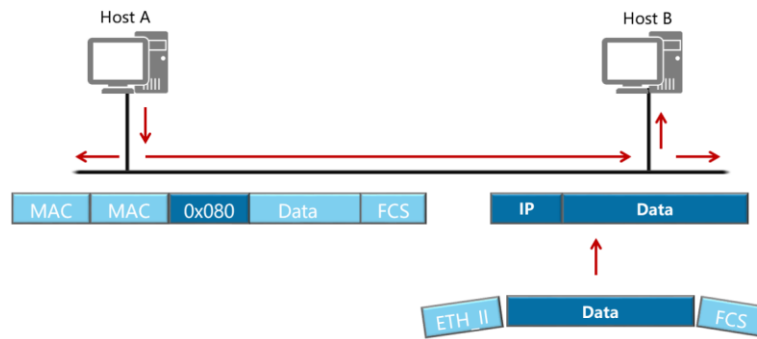 Host A
Host B
MAC MAC 0x080 Data FCS
IP Data
ETH_II Data FCS